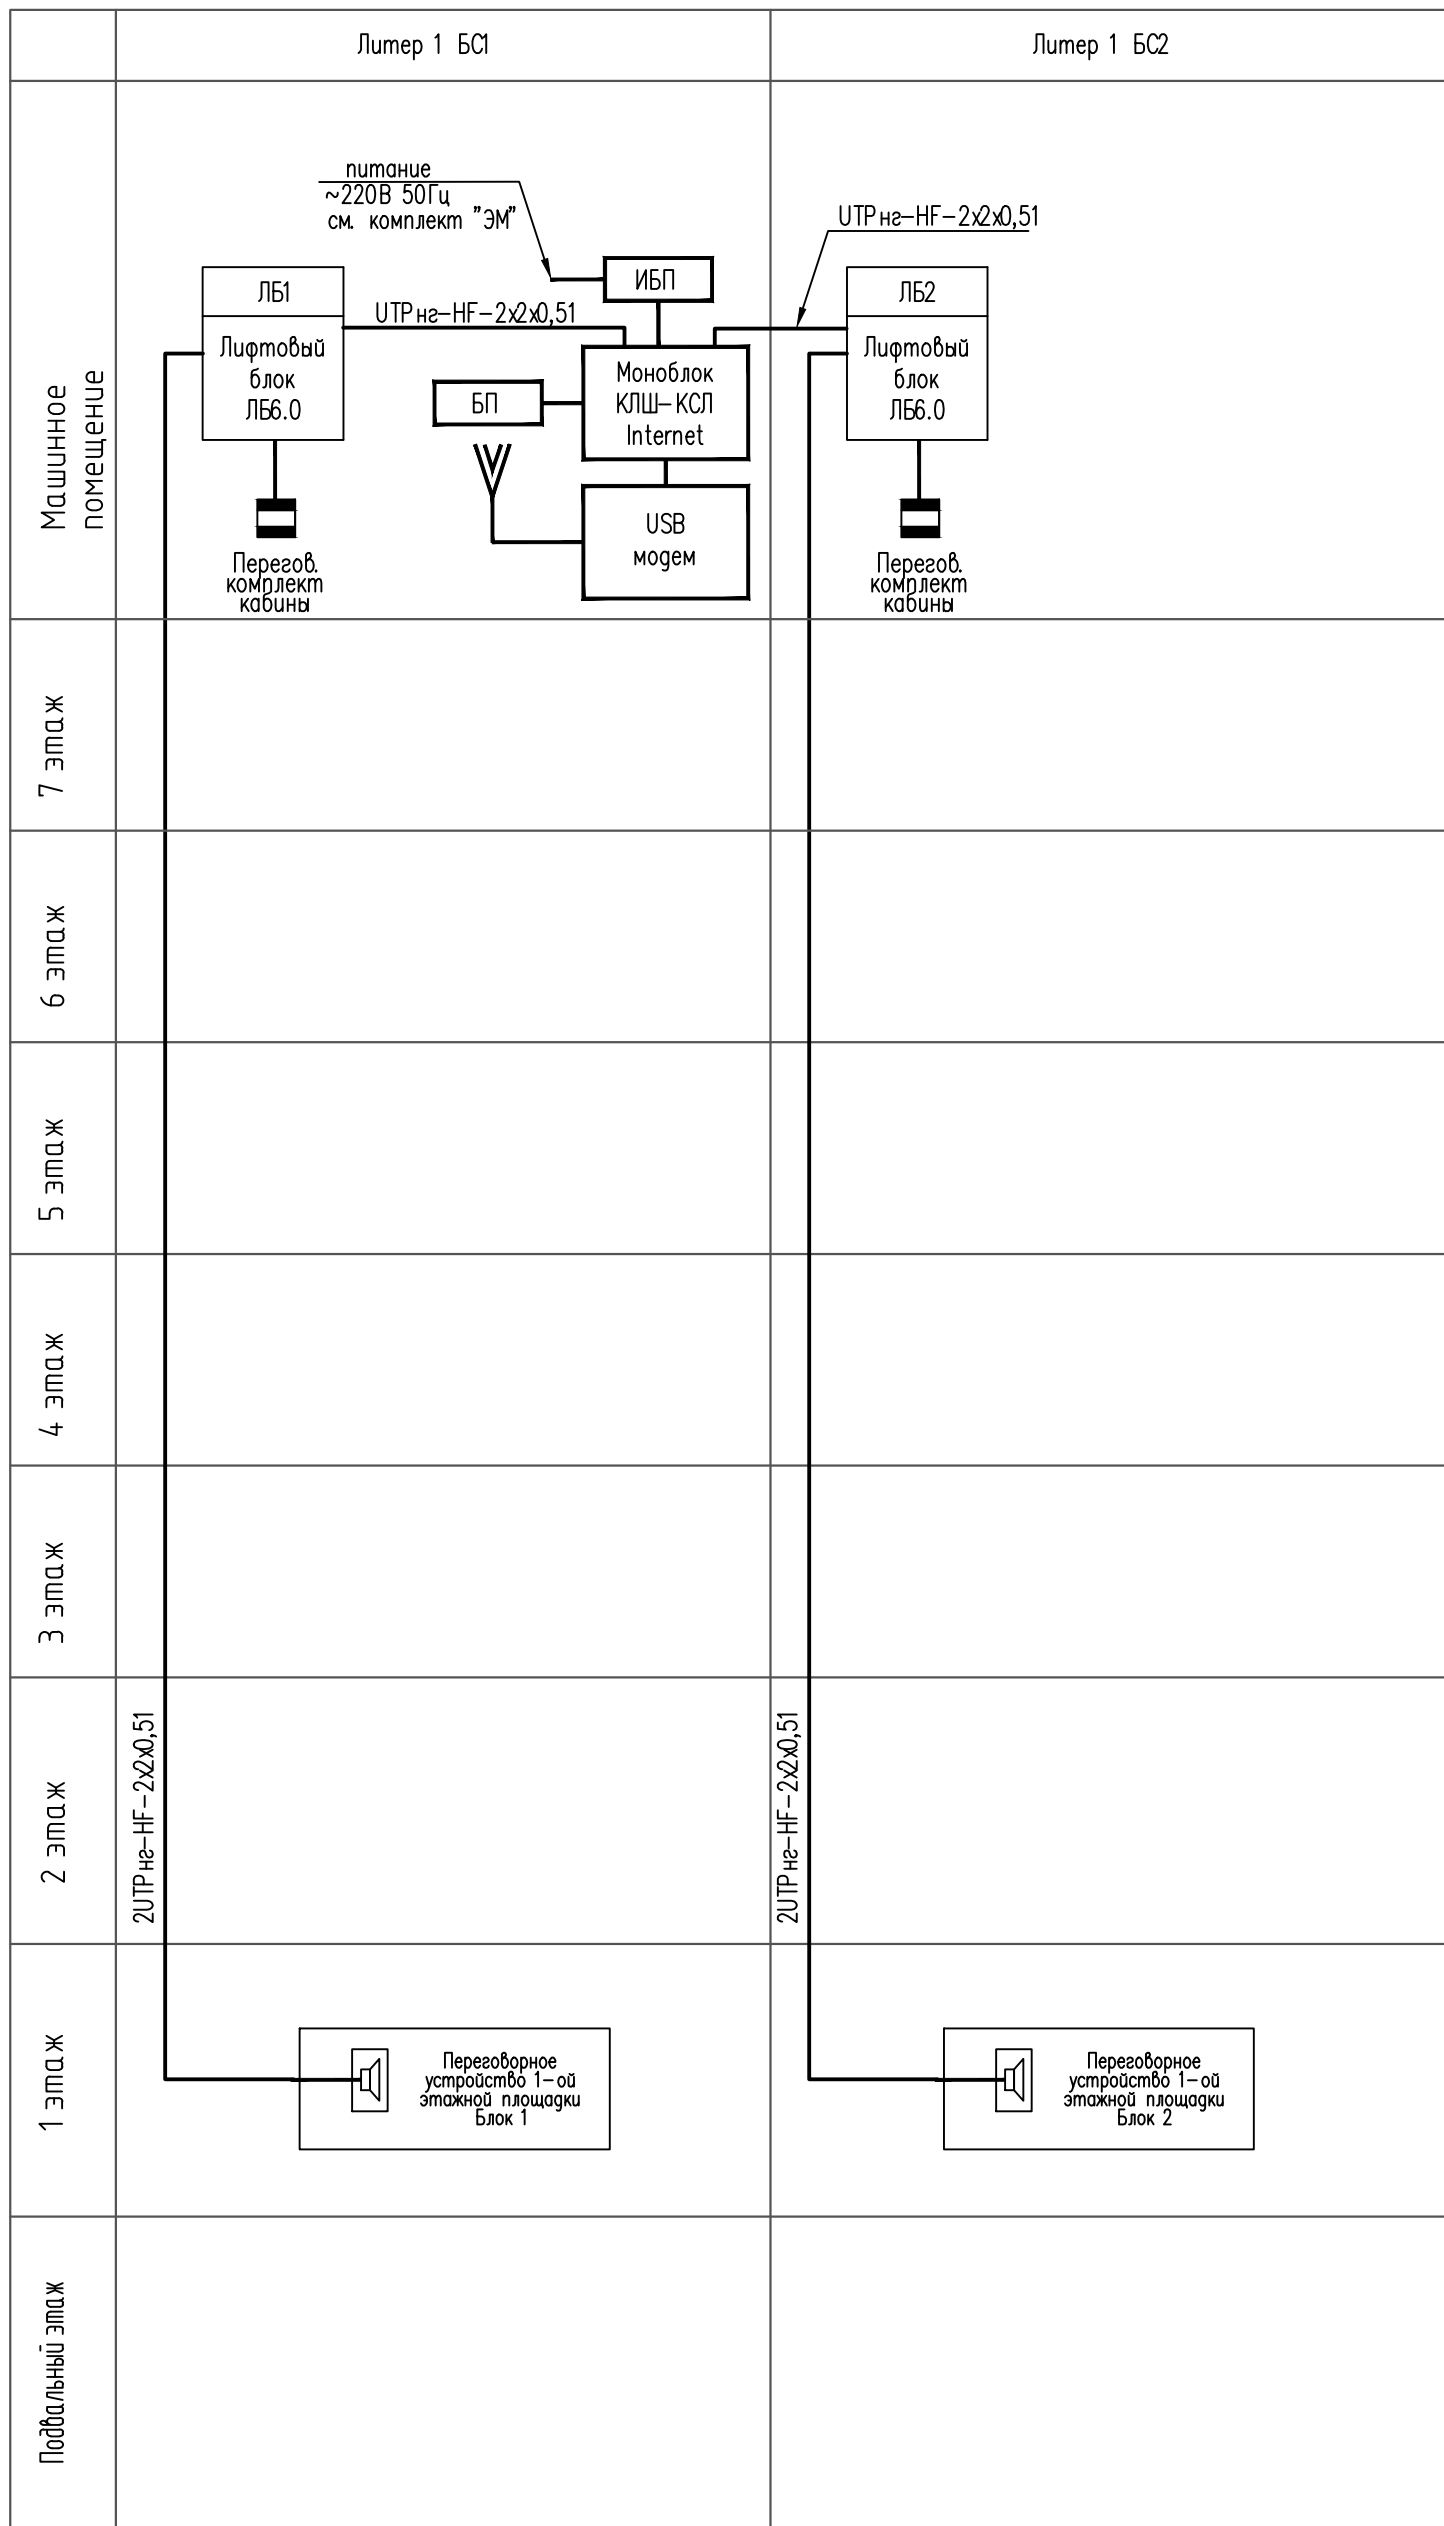 Литер 1 БС1
Литер 1 БС2
Машинное
помещение
питание
~220В 50Гц
см. комплект "ЭМ"
UTPнг-HF-2x2x0,51
ИБП
ЛБ1
UTPнг-HF-2x2x0,51
Лифтовый
блок
ЛБ6.0
БП
Моноблок
КЛШ-КСЛ
Internet
ЛБ2
Лифтовый
блок
ЛБ6.0
USB
модем
Перегов.
комплект
кабины
Перегов.
комплект
кабины
7 этаж
6 этаж
5 этаж
4 этаж
3 этаж
2 этаж
2UTPнг-HF-2x2x0,51
2UTPнг-HF-2x2x0,51
1 этаж
Переговорное
устройство 1-ой
этажной площадки
Блок 1
Переговорное
устройство 1-ой
этажной площадки
Блок 2
Подвальный этаж